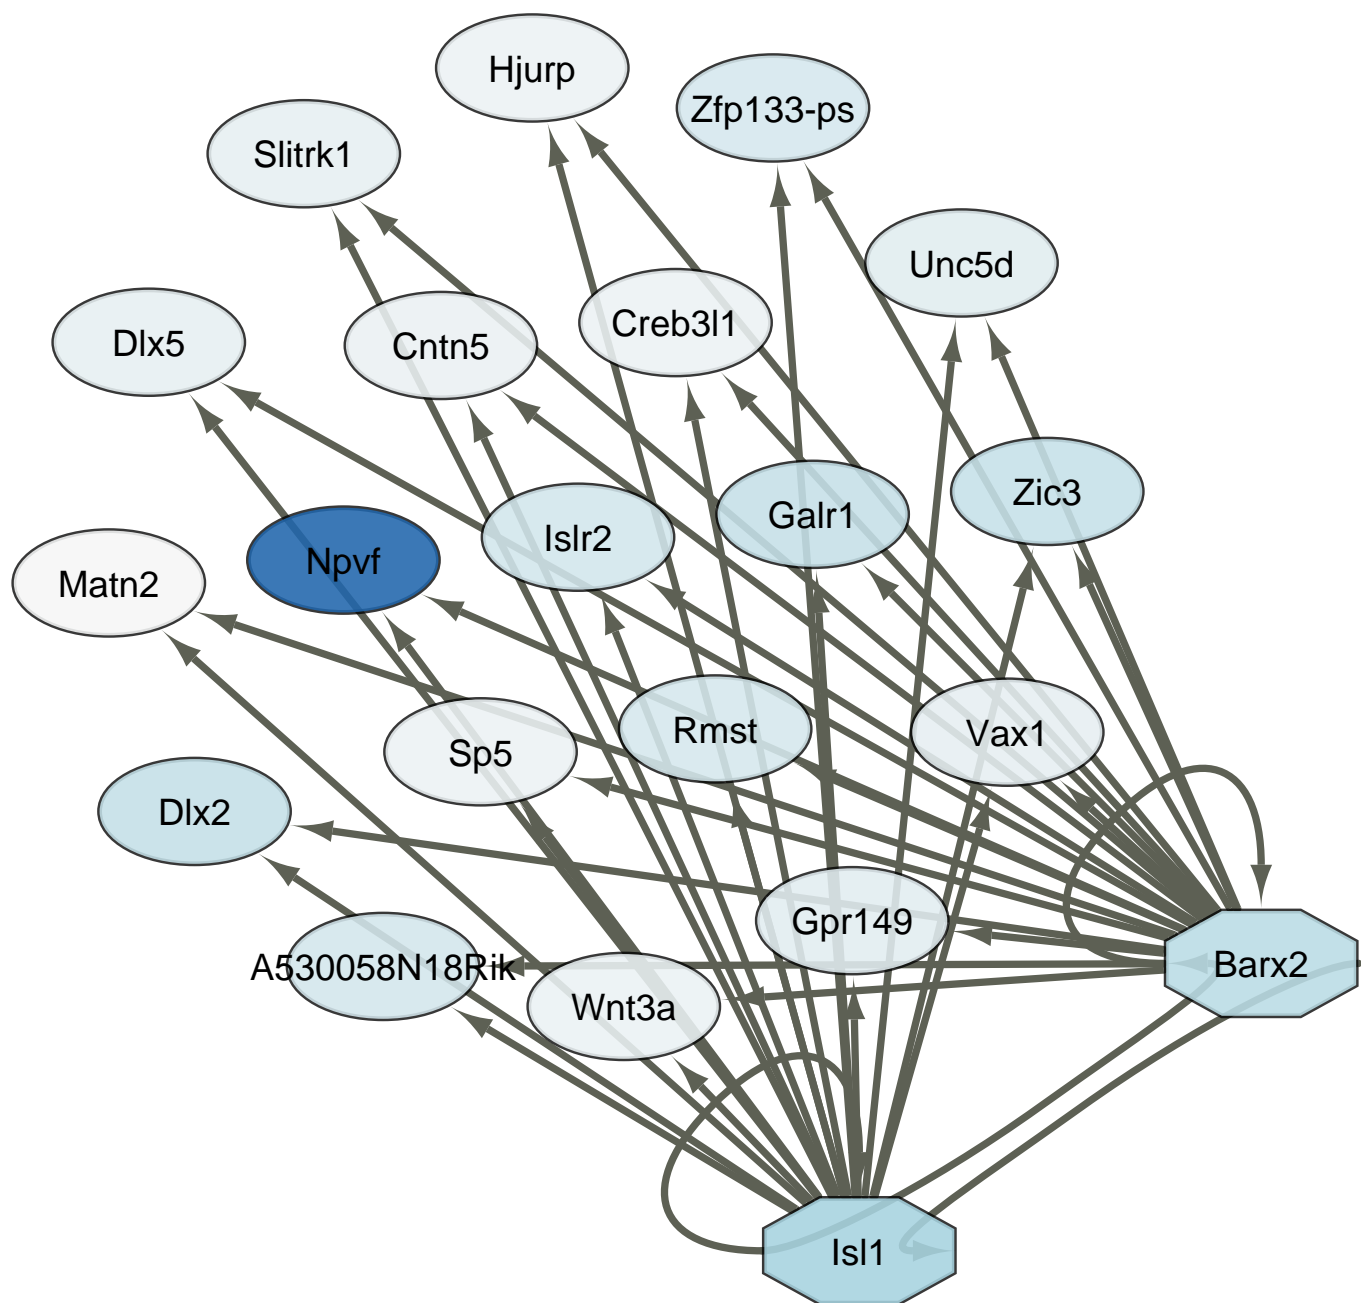 Hjurp
Zfp133-ps
Slitrk1
Unc5d
Creb3l1
Dlx5
Cntn5
Zic3
Galr1
Islr2
Npvf
Matn2
Rmst
Vax1
Sp5
Dlx2
Gpr149
Barx2
A530058N18Rik
Wnt3a
Isl1